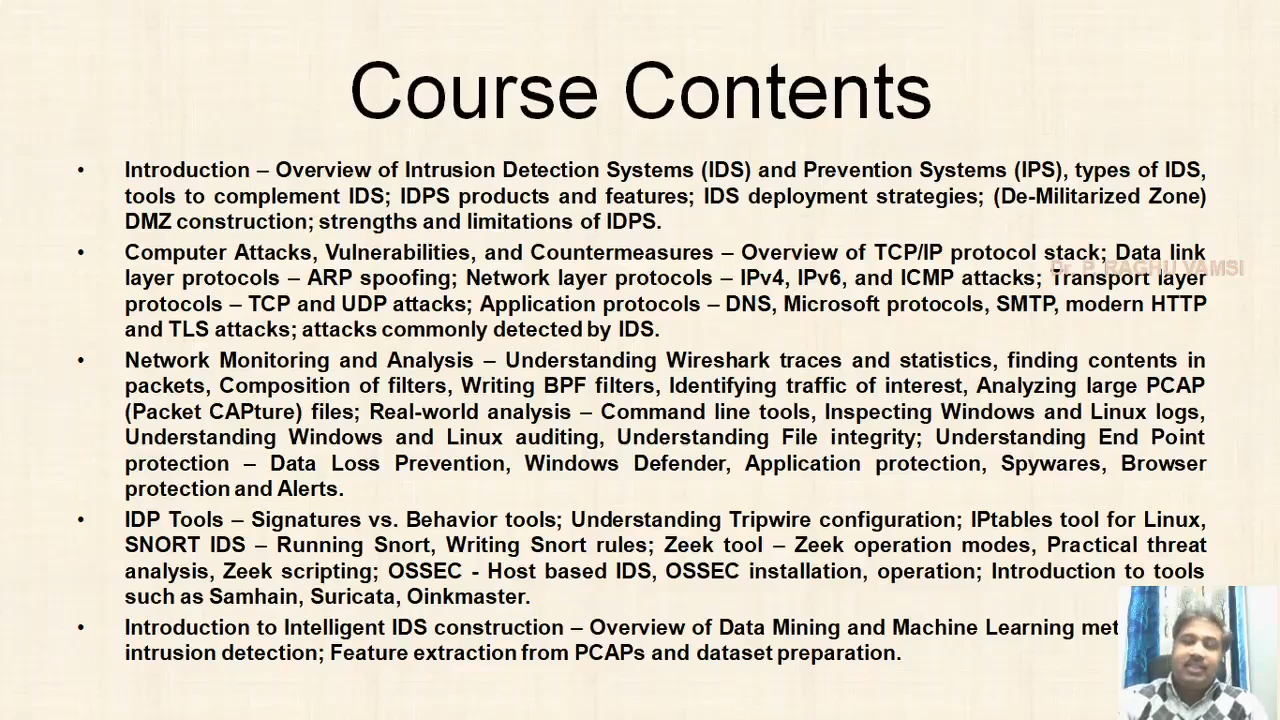 Course Contents
• Introduction – Overview of Intrusion Detection Systems (IDS) and Prevention Systems (IPS), types of IDS,
tools to complement IDS; IDPS products and features; IDS deployment strategies; (De-Militarized Zone)
DMZ construction; strengths and limitations of IDPS.
• Computer Attacks, Vulnerabilities, and Countermeasures – Overview of TCP/IP protocol stack; Data link
layer protocols – ARP spoofing; Network layer protocols – IPv4, IPv6, and ICMP attacks; Transport layer
Dr. P. RAGHU VAMSI
protocols – TCP and UDP attacks; Application protocols – DNS, Microsoft protocols, SMTP, modern HTTP
and TLS attacks; attacks commonly detected by IDS.
• Network Monitoring and Analysis – Understanding Wireshark traces and statistics, finding contents in
packets, Composition of filters, Writing BPF filters, Identifying traffic of interest, Analyzing large PCAP
(Packet CAPture) files; Real-world analysis – Command line tools, Inspecting Windows and Linux logs,
Understanding Windows and Linux auditing, Understanding File integrity; Understanding End Point
protection – Data Loss Prevention, Windows Defender, Application protection, Spywares, Browser
protection and Alerts.
• IDP Tools – Signatures vs. Behavior tools; Understanding Tripwire configuration; IPtables tool for Linux,
SNORT IDS – Running Snort, Writing Snort rules; Zeek tool – Zeek operation modes, Practical threat
analysis, Zeek scripting; OSSEC - Host based IDS, OSSEC installation, operation; Introduction to tools
such as Samhain, Suricata, Oinkmaster.
• Introduction to Intelligent IDS construction – Overview of Data Mining and Machine Learning met
intrusion detection; Feature extraction from PCAPs and dataset preparation.